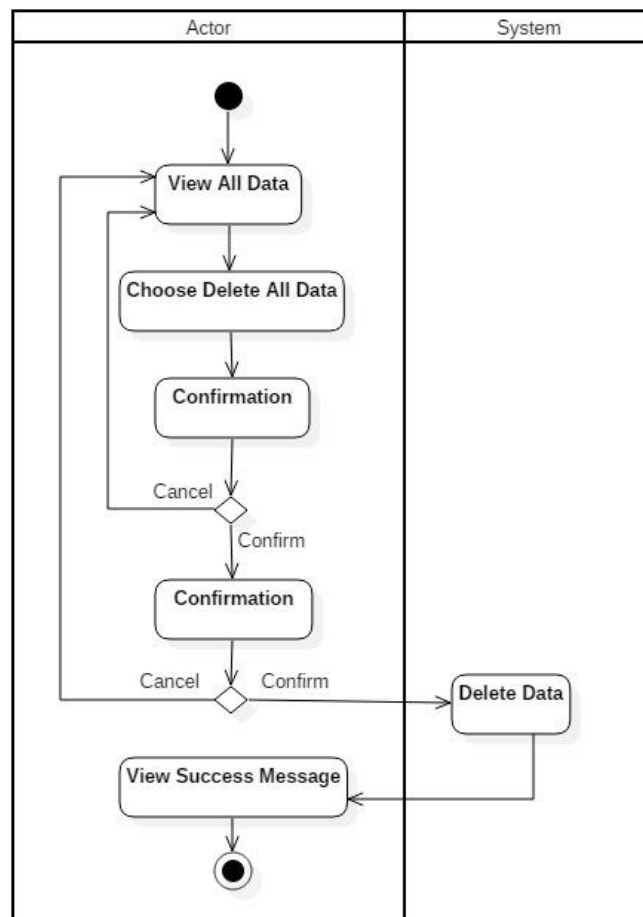 Actor
System
View All Data
Choose Delete All Data
Confirmation
Cancel
Confirm
Confirmation
Cancel
Confirm
Delete Data
View Success Message